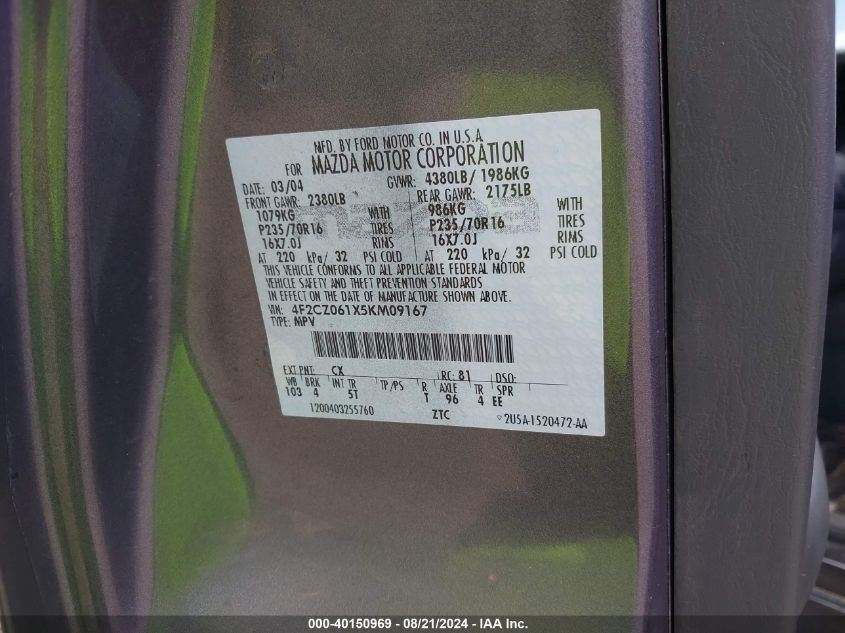 MFD. BY FORD MOTOR CO. IN U.S.A.
FOR MAZDA MOTOR CORPORATION
DATE: 03/04 GVWR: 4380LB/ 1986KG
FRONT GAWR: 2380LB REAR GAWR: 2175LB
1079KG WITH 986KG WITH
P235/70R16 TIRES P235/70R16 TIRES
16X7.0J RIMS 16X7.0J RIMS
AT 220 kPa/ 32 PSI COLD AT 220 kPa/ 32 PSI COLD
THIS VEHICLE CONFORMS TO ALL APPLICABLE FEDERAL MOTOR
VEHICLE SAFETY AND THEFT PREVENTION STANDARDS
IN EFFECT ON THE DATE OF MANUFACTURE SHOWN ABOVE.
VIN: 4F2CZ061X5KM09167
TYPE: MPV
EXT PNT: CX RC: 81 DSO:
WB BRK INT TR TP/PS R AXLE TR SPR
103 4 5T T 96 4 EE
1200403255760 ZTC 2U5A-1520472-AA
000-40150969 - 08/21/2024 - IAA Inc.